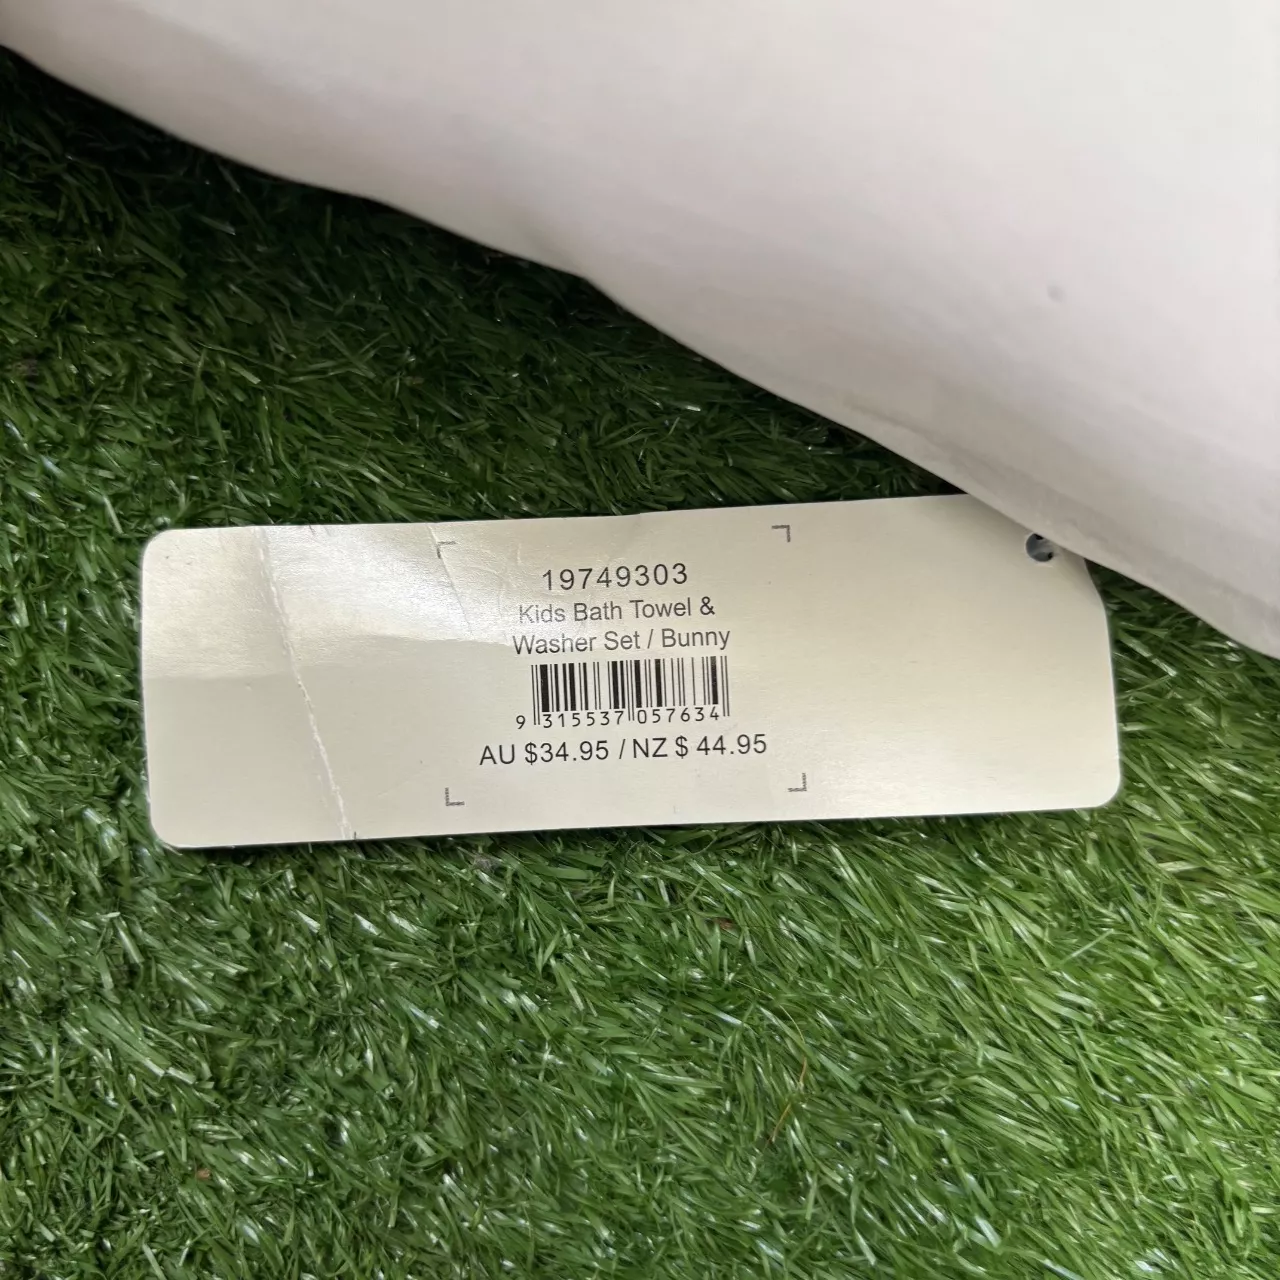 19749303
Kids Bath Towel &
Washer Set / Bunny
9 315537 057634
AU $34.95 / NZ $ 44.95